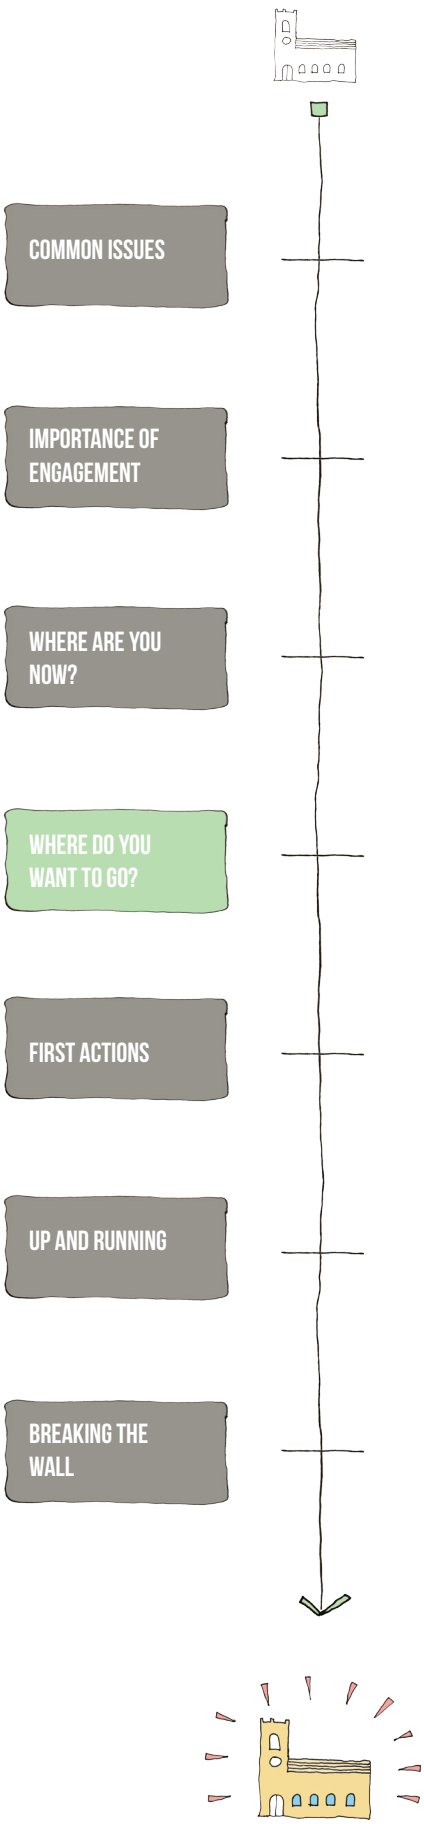 COMMON ISSUES
IMPORTANCE OF
ENGAGEMENT
WHERE ARE YOU
NOW?
WHERE DO YOU
WANT TO GO?
FIRST ACTIONS
UP AND RUNNING
BREAKING THE
WALL